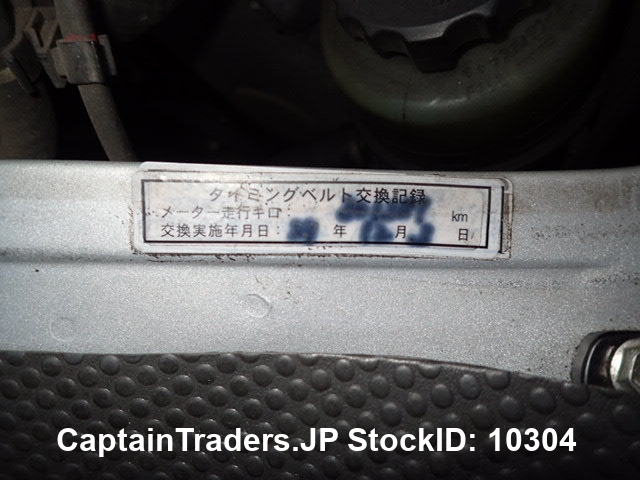 タイミングベルト交換記録
メーター走行キロ： km
交換実施年月日： 年 月 日
CaptainTraders.JP StockID: 10304